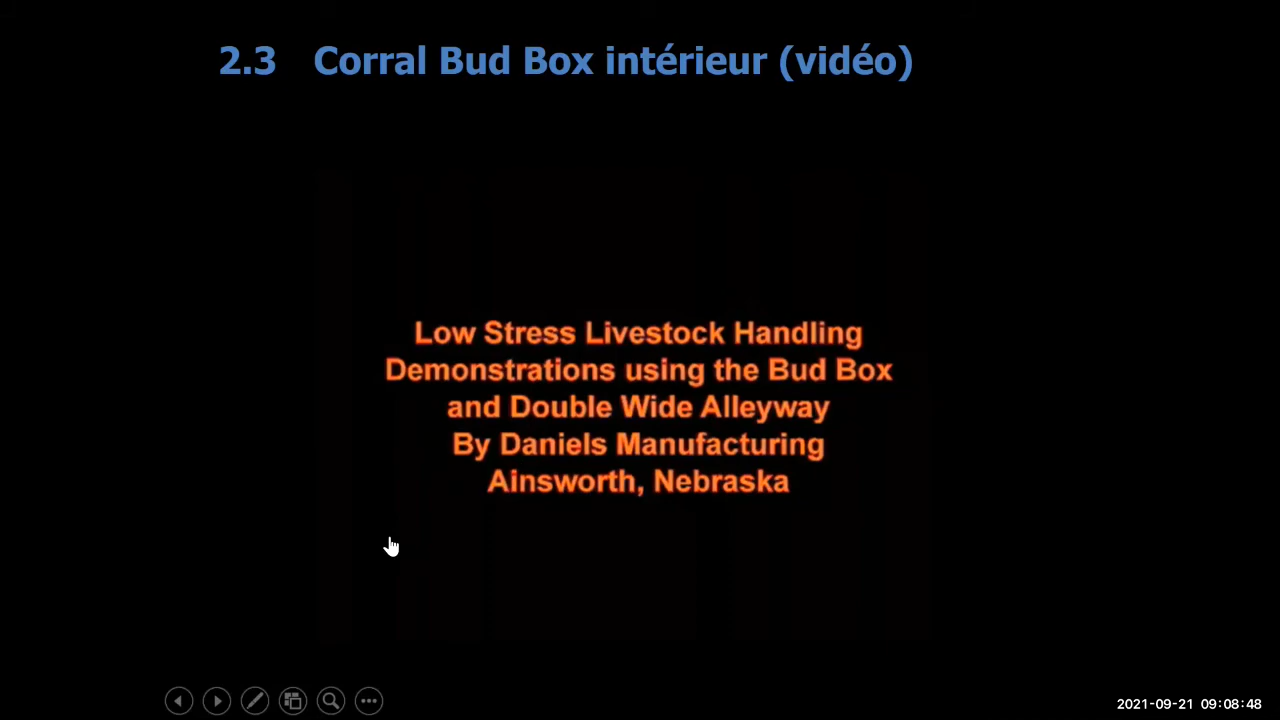 2.3 Corral Bud Box intérieur (vidéo)
Low Stress Livestock Handling
Demonstrations using the Bud Box
and Double Wide Alleyway
By Daniels Manufacturing
Ainsworth, Nebraska
2021-09-21 09:08:48